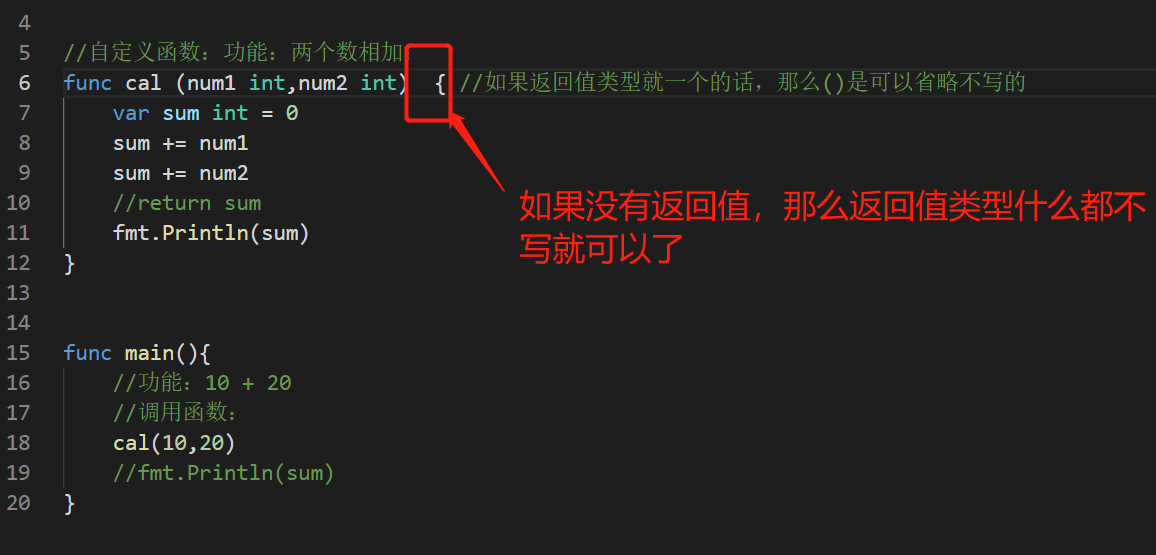 4
5 //自定义函数：功能：两个数相加：
6 func cal (num1 int,num2 int) { //如果返回值类型就一个的话，那么()是可以省略不写的
7 var sum int = 0
8 sum += num1
9 sum += num2
10 //return sum
11 fmt.Println(sum)
12 }
如果没有返回值，那么返回值类型什么都不
写就可以了
13
14
15 func main(){
16 //功能：10 + 20
17 //调用函数：
18 cal(10,20)
19 //fmt.Println(sum)
20 }